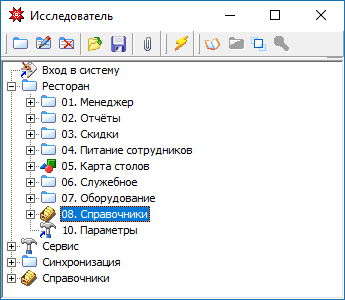 Исследователь
Вход в систему
Ресторан
01. Менеджер
02. Отчёты
03. Скидки
04. Питание сотрудников
05. Карта столов
06. Служебное
07. Оборудование
08. Справочники
10. Параметры
Сервис
Синхронизация
Справочники